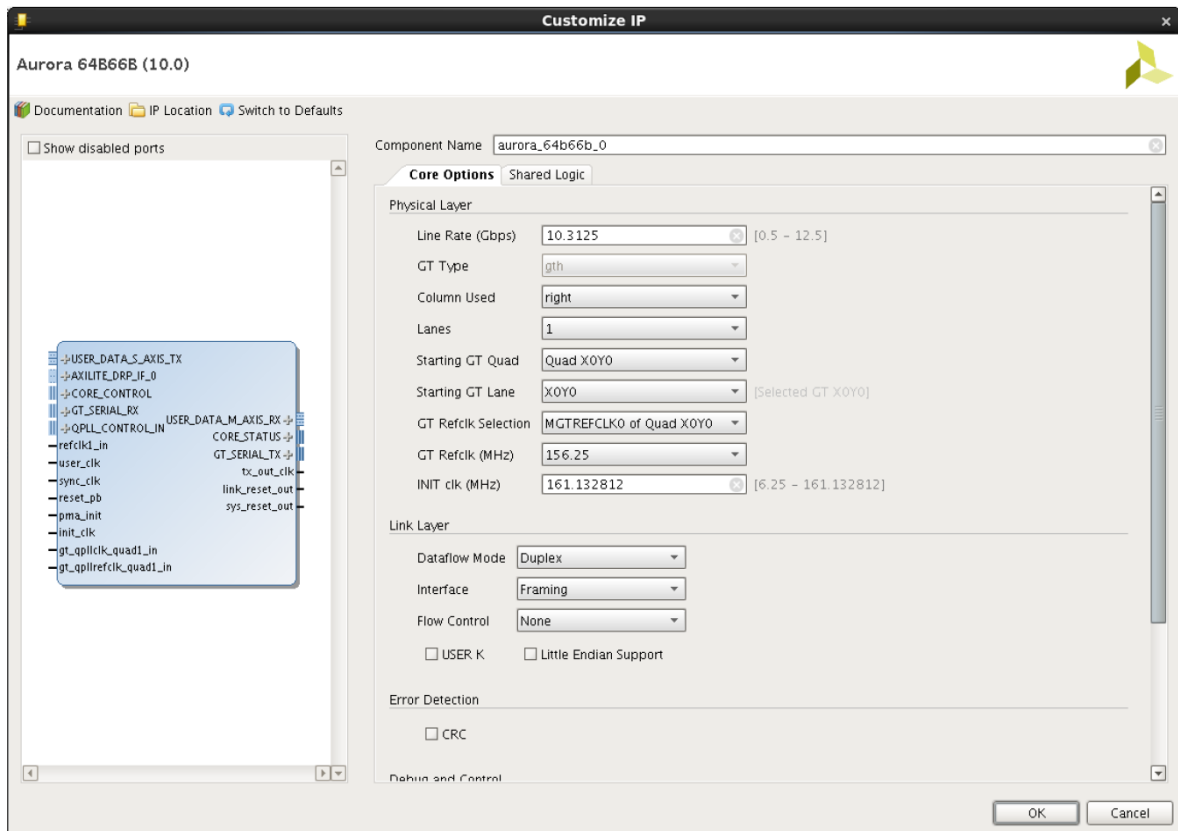 Customize IP
Aurora 64B66B (10.0)
Documentation IP Location Switch to Defaults
Show disabled ports
USER_DATA_S_AXIS_TX
AXILITE_DRP_IF_0
CORE_CONTROL
GT_SERIAL_RX
QPLL_CONTROL_IN
refclk1_in
user_clk
sync_clk
reset_pb
pma_init
init_clk
gt_qpllclk_quad1_in
gt_qpllrefclk_quad1_in
USER_DATA_M_AXIS_RX
CORE_STATUS
GT_SERIAL_TX
tx_out_clk
link_reset_out
sys_reset_out
Component Name aurora_64b66b_0
Core Options Shared Logic
Physical Layer
Line Rate (Gbps) 10.3125 [0.5 - 12.5]
GT Type gth
Column Used right
Lanes 1
Starting GT Quad Quad X0Y0
Starting GT Lane X0Y0 [Selected GT X0Y0]
GT Refclk Selection MGTREFCLK0 of Quad X0Y0
GT Refclk (MHz) 156.25
INIT clk (MHz) 161.132812 [6.25 - 161.132812]
Link Layer
Dataflow Mode Duplex
Interface Framing
Flow Control None
USER K Little Endian Support
Error Detection
CRC
Debug and Control
OK Cancel